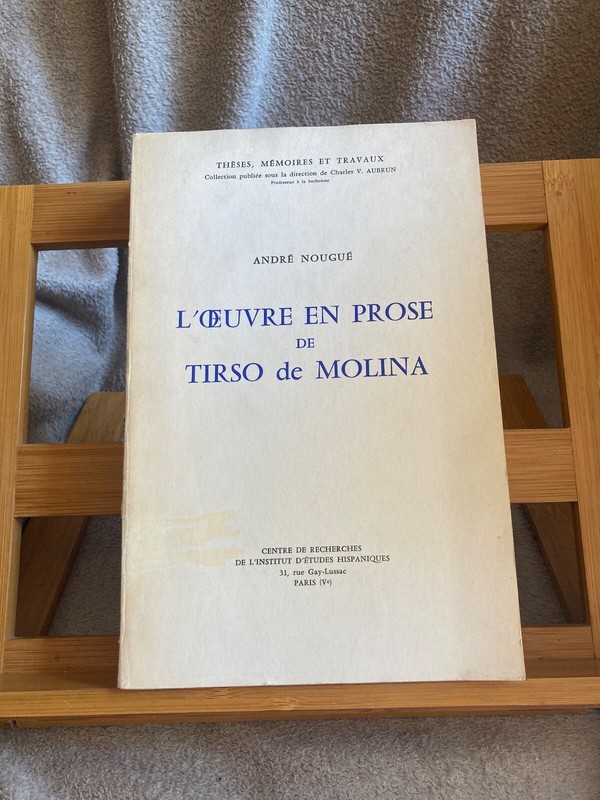 THÈSES, MÉMOIRES ET TRAVAUX
Collection publiée sous la direction de Charles V. AUBRUN
Professeur à la Sorbonne
ANDRÉ NOUGUÉ
L'ŒUVRE EN PROSE
DE
TIRSO de MOLINA
CENTRE DE RECHERCHES
DE L'INSTITUT D'ÉTUDES HISPANIQUES
31, rue Gay-Lussac
PARIS (Ve)